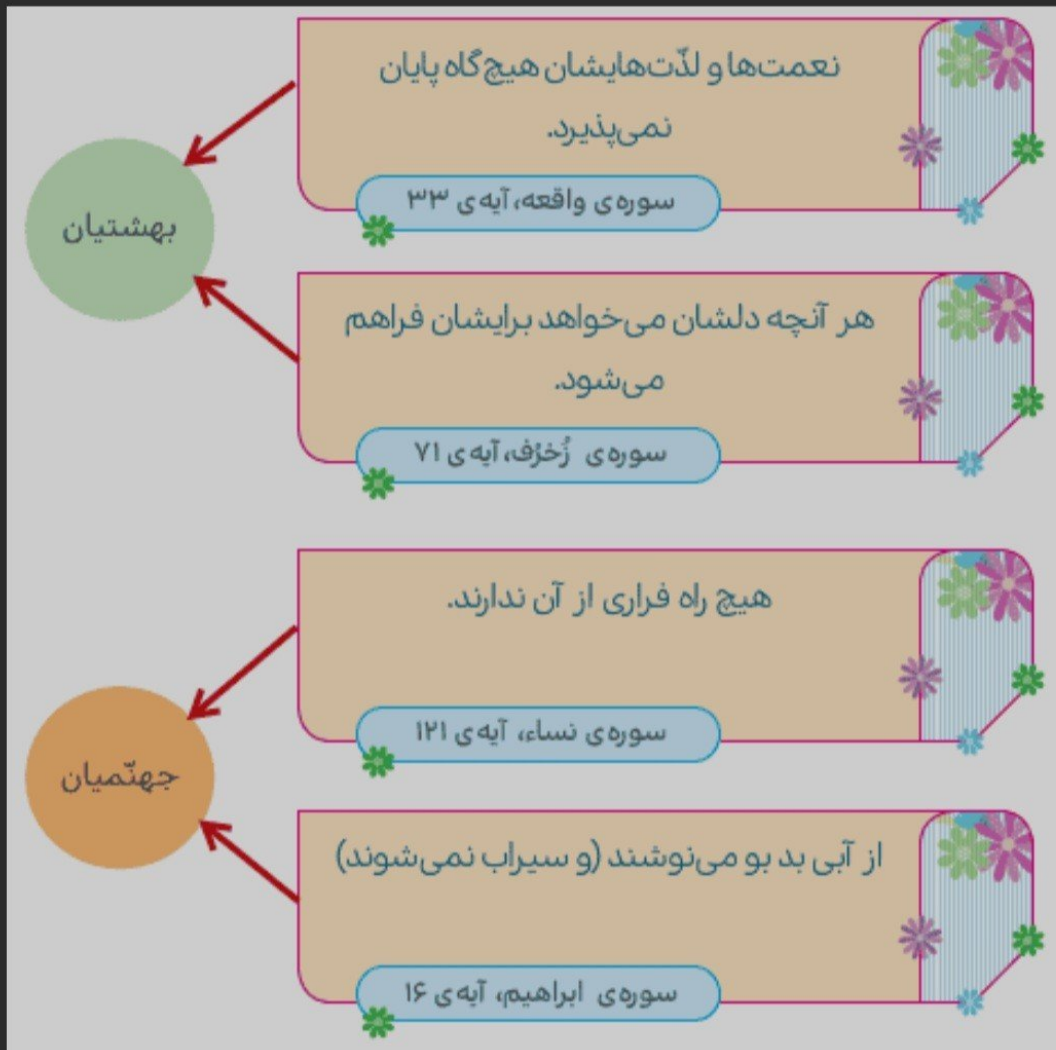 نعمت‌ها و لذّت‌هایشان هیچ‌گاه پایان
نمی‌پذیرد.
سوره‌ی واقعه، آیه‌ی ۳۳
بهشتیان
هر آنچه دلشان می‌خواهد برایشان فراهم
می‌شود.
سوره‌ی زُخرُف، آیه‌ی ۷۱
هیچ راه فراری از آن ندارند.
سوره‌ی نساء، آیه‌ی ۱۲۱
جهنّمیان
از آبی بد بو می‌نوشند (و سیراب نمی‌شوند)
سوره‌ی ابراهیم، آیه‌ی ۱۶